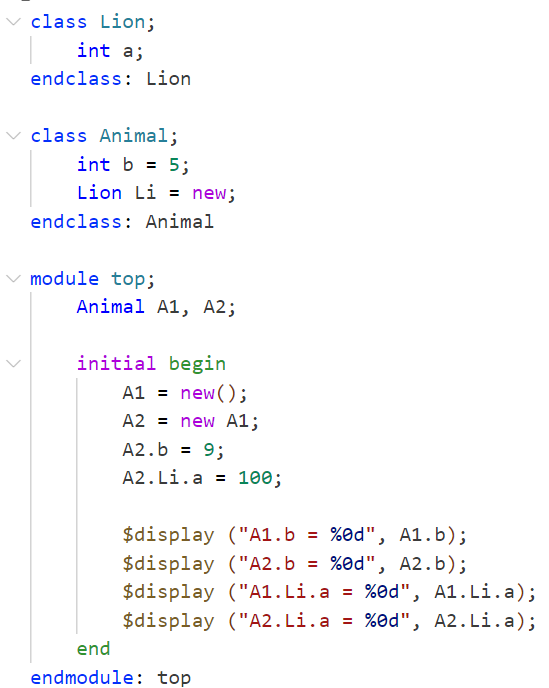 class Lion;
    int a;
endclass: Lion

class Animal;
    int b = 5;
    Lion Li = new;
endclass: Animal

module top;
    Animal A1, A2;

    initial begin
        A1 = new();
        A2 = new A1;
        A2.b = 9;
        A2.Li.a = 100;

        $display ("A1.b = %0d", A1.b);
        $display ("A2.b = %0d", A2.b);
        $display ("A1.Li.a = %0d", A1.Li.a);
        $display ("A2.Li.a = %0d", A2.Li.a);
    end
endmodule: top